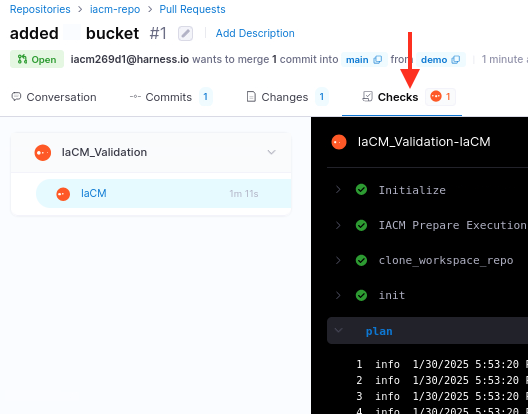 Repositories > iacm-repo > Pull Requests
added bucket #1 Add Description
Open iacm269d1@harness.io wants to merge 1 commit into main from demo 1 minute
Conversation Commits 1 Changes 1 Checks 1
IaCM_Validation
IaCM 1m 11s
IaCM_Validation-IaCM
Initialize
IACM Prepare Execution
clone_workspace_repo
init
plan
1 info 1/30/2025 5:53:20
2 info 1/30/2025 5:53:20
3 info 1/30/2025 5:53:20
4 info 1/30/2025 5:53:20